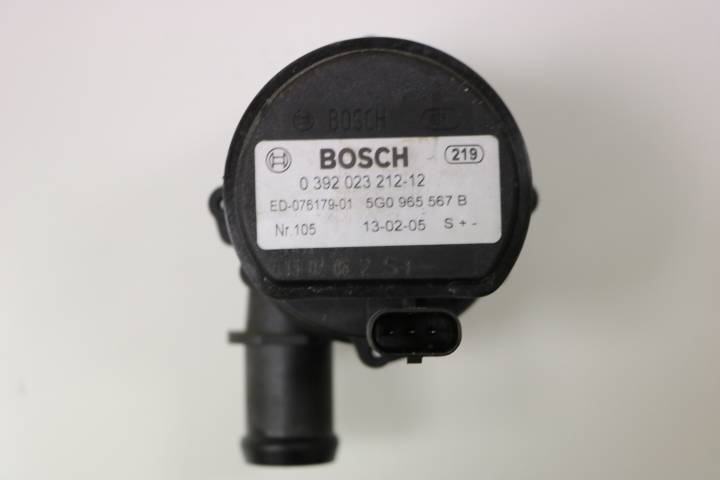 BOSCH
BOSCH 219
0 392 023 212-12
ED-076179-01 5G0 965 567 B
Nr.105 13-02-05 S + -